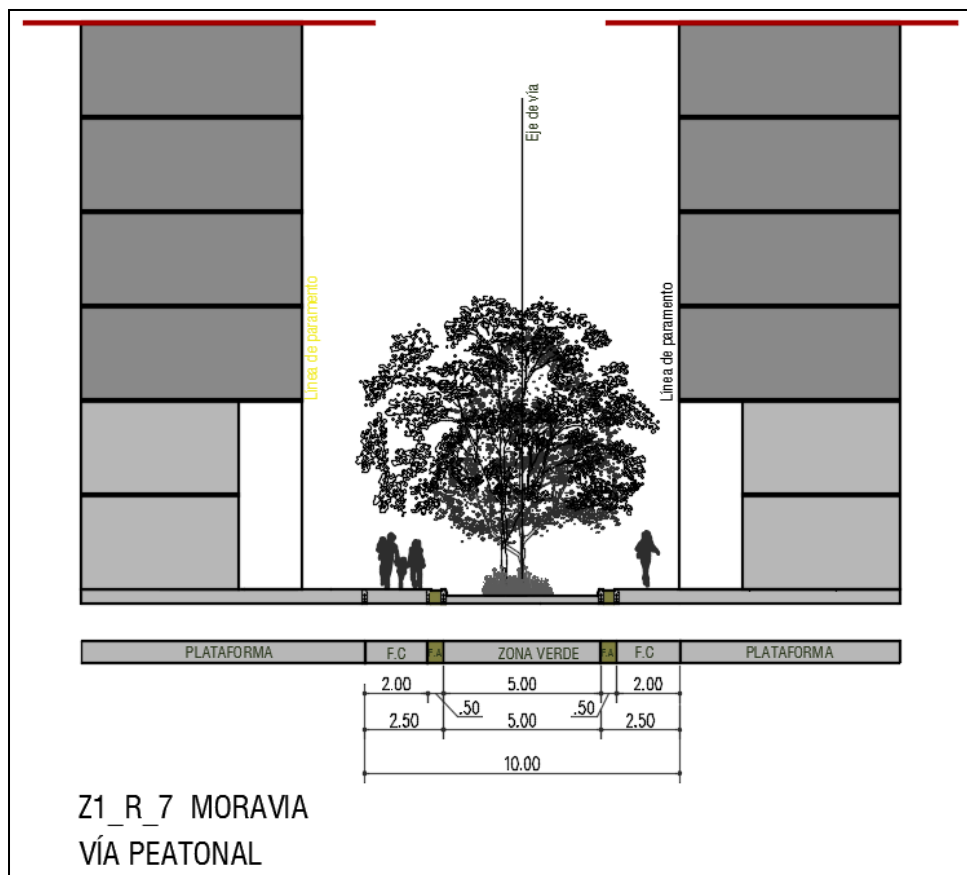 Eje de vía
Línea de paramento
Línea de paramento
PLATAFORMA F.C F.A ZONA VERDE F.A F.C PLATAFORMA
2.00 5.00 2.00
.50 .50
2.50 5.00 2.50
10.00
Z1_R_7 MORAVIA
VÍA PEATONAL